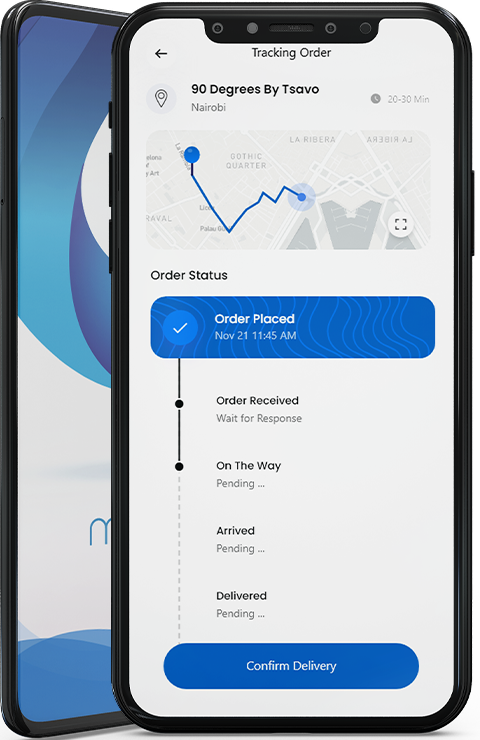 Tracking Order
90 Degrees By Tsavo
Nairobi
20-30 Min
LA RIBERA
LA RIBERA
GOTHIC
QUARTER
RAVAL
Order Status
Order Placed
Nov 21 11:45 AM
Order Received
Wait for Response
On The Way
Pending ...
Arrived
Pending ...
Delivered
Pending ...
Confirm Delivery